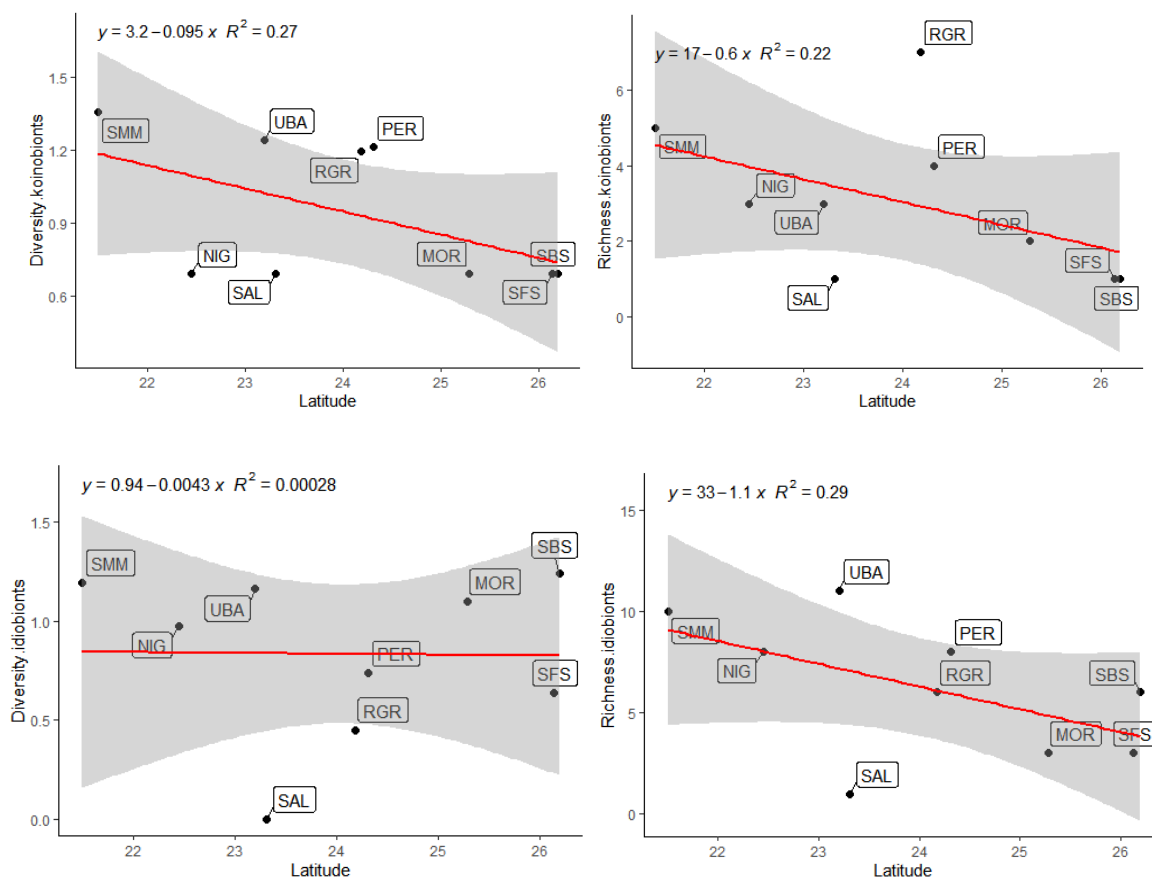 y = 3.2 − 0.095 x R² = 0.27
Diversity.koinobionts
1.5
1.2
0.9
0.6
SMM
UBA
PER
RGR
NIG
SAL
MOR
SBS
SFS
22
23
24
25
26
Latitude
y = 17 − 0.6 x R² = 0.22
Richness.koinobionts
6
4
2
0
RGR
SMM
PER
NIG
UBA
MOR
SFS
SAL
SBS
22
23
24
25
26
Latitude
y = 0.94 − 0.0043 x R² = 0.00028
Diversity.idiobionts
1.5
1.0
0.5
0.0
SMM
SBS
UBA
MOR
NIG
PER
SFS
RGR
SAL
22
23
24
25
26
Latitude
y = 33 − 1.1 x R² = 0.29
Richness.idiobionts
15
10
5
0
UBA
SMM
PER
NIG
RGR
SBS
MOR
SFS
SAL
22
23
24
25
26
Latitude